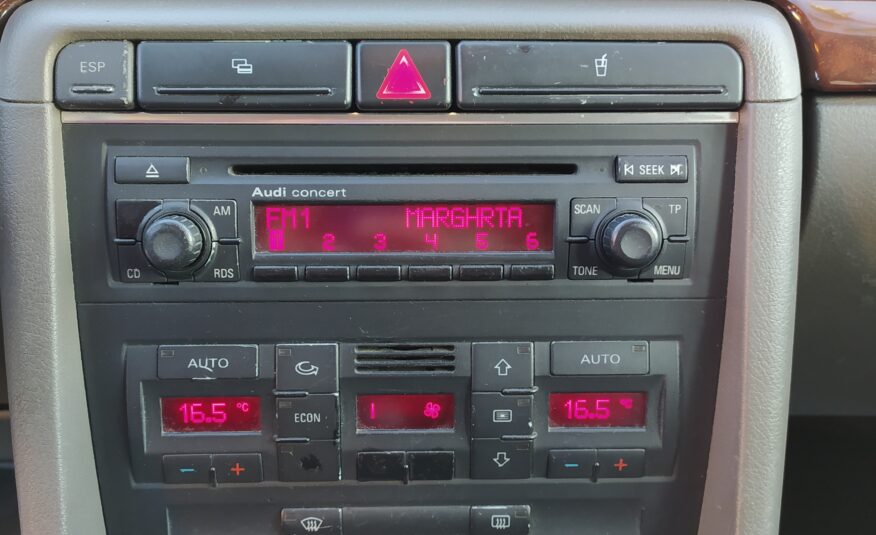 ESP
SEEK
Audi concert
AM
FM1 MARGHRTA
SCAN TP
1 2 3 4 5 6
CD RDS
TONE MENU
AUTO AUTO
16.5 °C
ECON
16.5 °C